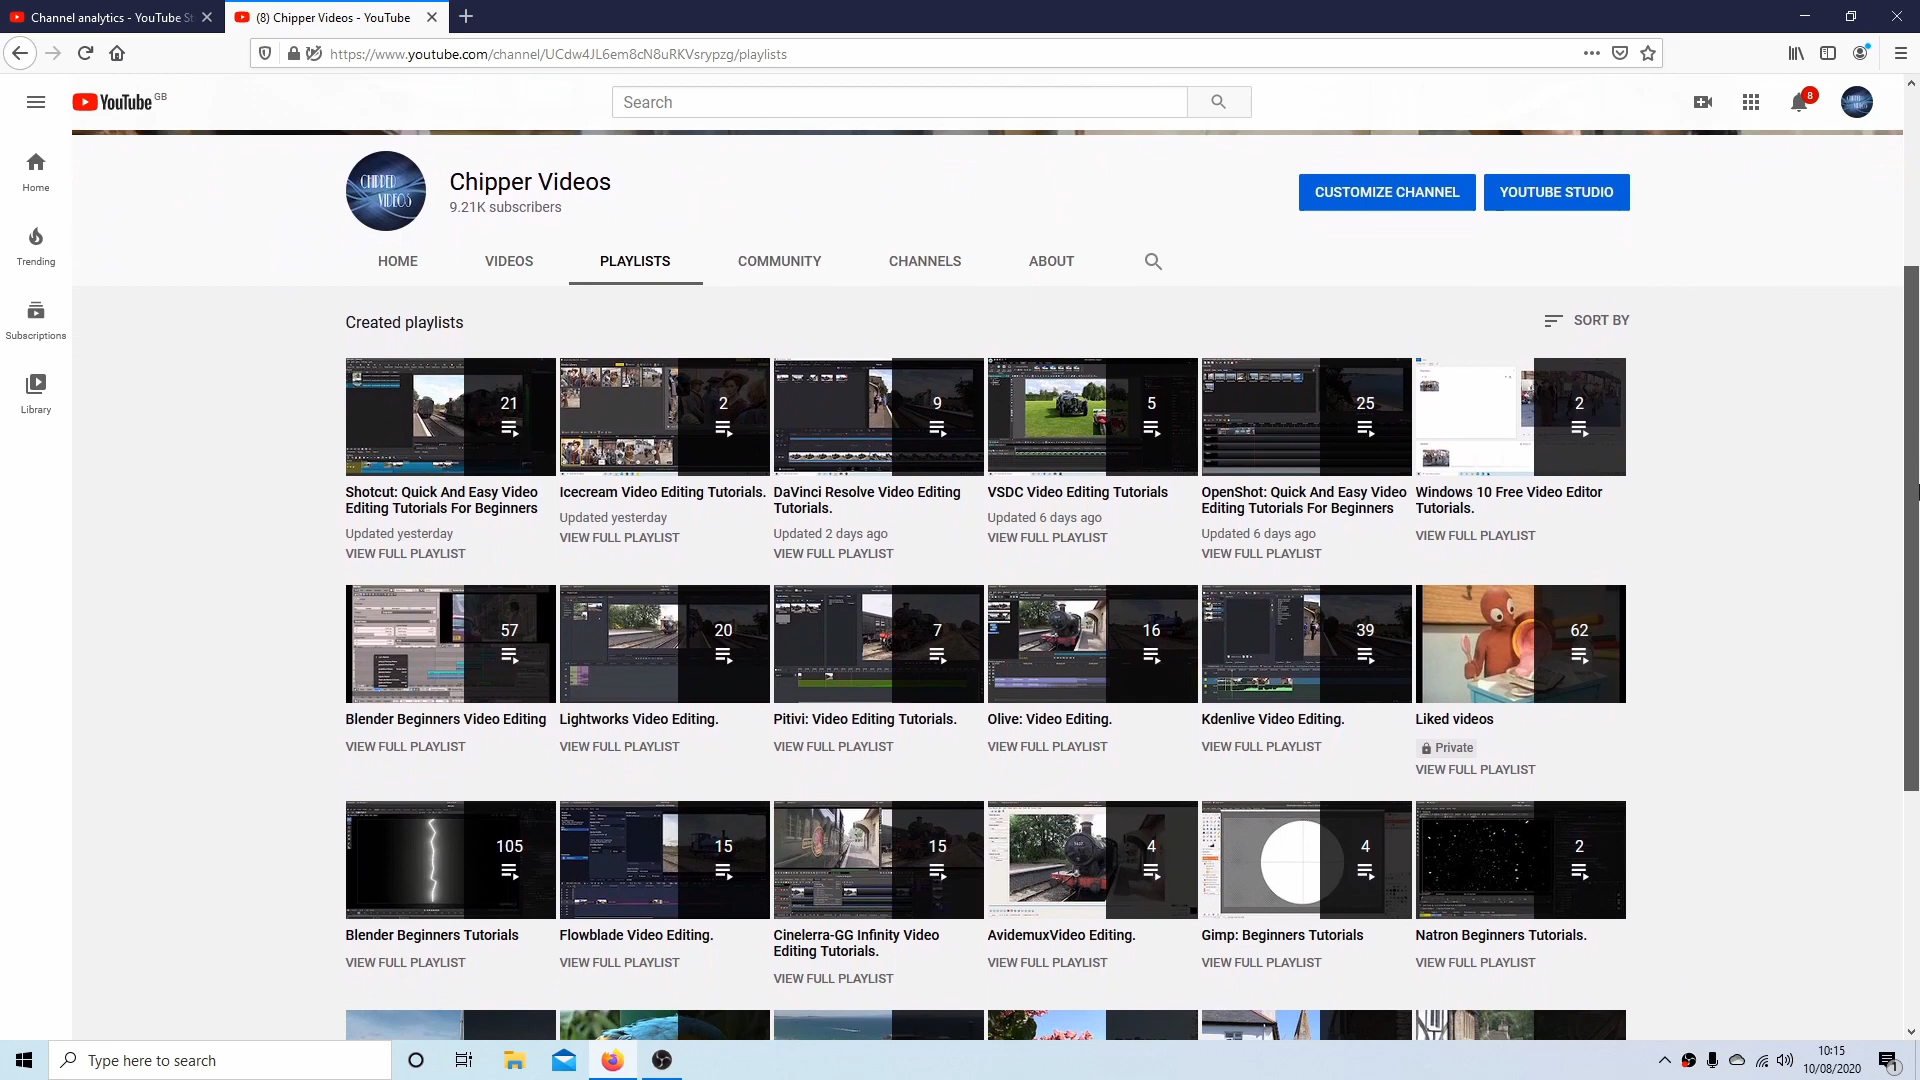 Channel analytics - YouTube St
(8) Chipper Videos - YouTube
https://www.youtube.com/channel/UCdw4JL6em8cN8uRKVsrypzg/playlists
YouTube GB
Search
8
Home
Trending
Subscriptions
Library
CHIPPER VIDEOS
Chipper Videos
9.21K subscribers
CUSTOMIZE CHANNEL
YOUTUBE STUDIO
HOME
VIDEOS
PLAYLISTS
COMMUNITY
CHANNELS
ABOUT
Created playlists
SORT BY
21
2
9
5
25
2
Shotcut: Quick And Easy Video
Editing Tutorials For Beginners
Updated yesterday
VIEW FULL PLAYLIST
Icecream Video Editing Tutorials.
Updated yesterday
VIEW FULL PLAYLIST
DaVinci Resolve Video Editing
Tutorials.
Updated 2 days ago
VIEW FULL PLAYLIST
VSDC Video Editing Tutorials
Updated 6 days ago
VIEW FULL PLAYLIST
OpenShot: Quick And Easy Video
Editing Tutorials For Beginners
Updated 6 days ago
VIEW FULL PLAYLIST
Windows 10 Free Video Editor
Tutorials.
VIEW FULL PLAYLIST
57
20
7
16
39
62
Blender Beginners Video Editing
VIEW FULL PLAYLIST
Lightworks Video Editing.
VIEW FULL PLAYLIST
Pitivi: Video Editing Tutorials.
VIEW FULL PLAYLIST
Olive: Video Editing.
VIEW FULL PLAYLIST
Kdenlive Video Editing.
VIEW FULL PLAYLIST
Liked videos
Private
VIEW FULL PLAYLIST
105
15
15
4
4
2
Blender Beginners Tutorials
VIEW FULL PLAYLIST
Flowblade Video Editing.
VIEW FULL PLAYLIST
Cinelerra-GG Infinity Video
Editing Tutorials.
VIEW FULL PLAYLIST
AvidemuxVideo Editing.
VIEW FULL PLAYLIST
Gimp: Beginners Tutorials
VIEW FULL PLAYLIST
Natron Beginners Tutorials.
VIEW FULL PLAYLIST
Type here to search
10:15
10/08/2020
1